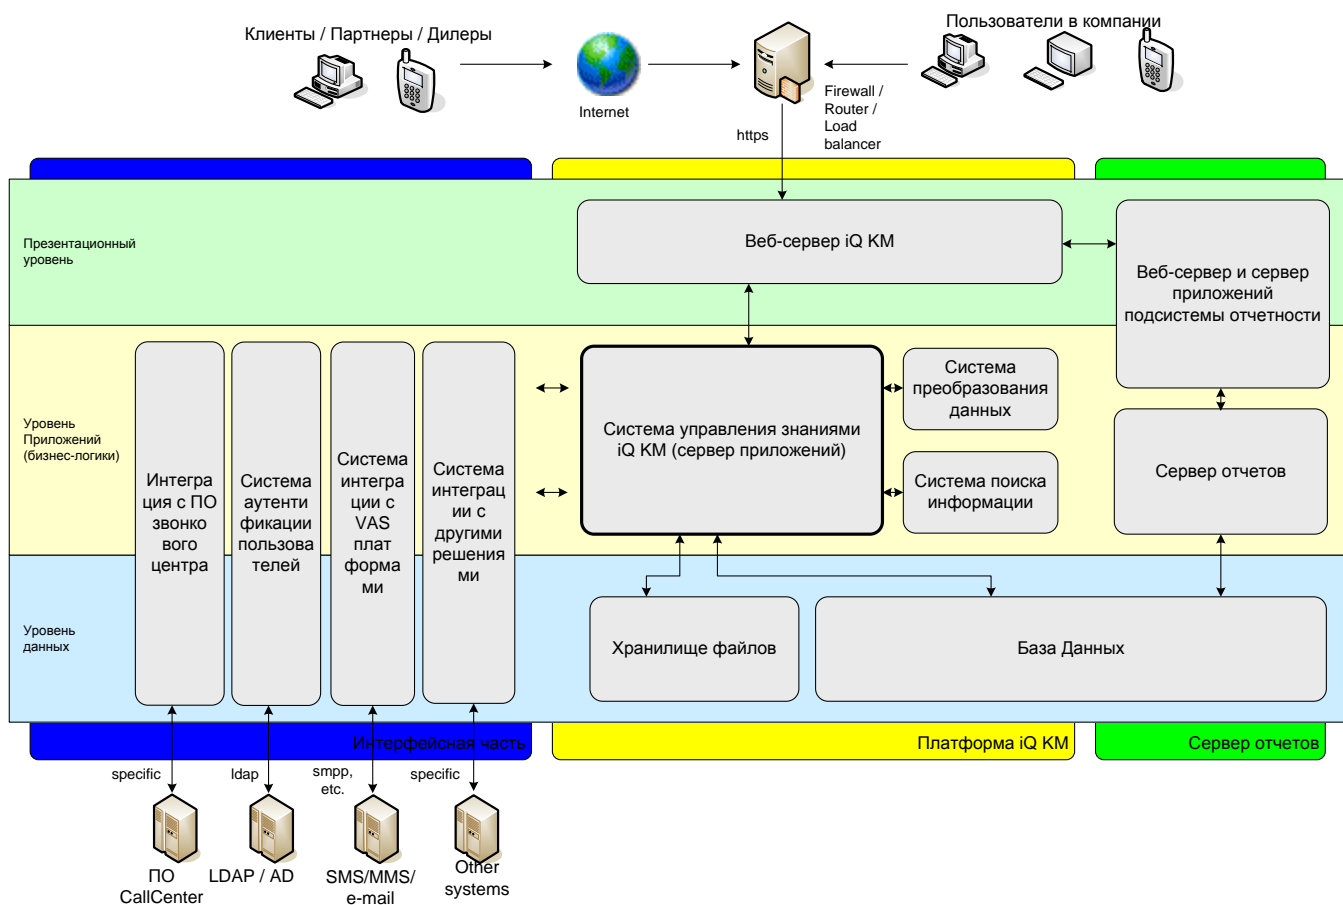 Клиенты / Партнеры / Дилеры
Пользователи в компании
Internet
Firewall /
Router /
Load
balancer
https
Презентационный
уровень
Веб-сервер iQ KM
Веб-сервер и сервер
приложений
подсистемы отчетности
Уровень
Приложений
(бизнес-логики)
Интегра
ция с ПО
звонко
вого
центра
Система
аутенти
фикации
пользова
телей
Система
интегра
ции с
VAS
плат
форма
ми
Система
интеграц
ии с
другими
решения
ми
Система управления знаниями
iQ KM (сервер приложений)
Система
преобразования
данных
Система поиска
информации
Сервер отчетов
Уровень
данных
Хранилище файлов
База Данных
Интерфейсная часть
Платформа iQ KM
Сервер отчетов
specific
ldap
smpp,
etc.
specific
ПО
CallCenter
LDAP / AD
SMS/MMS/
e-mail
Other
systems